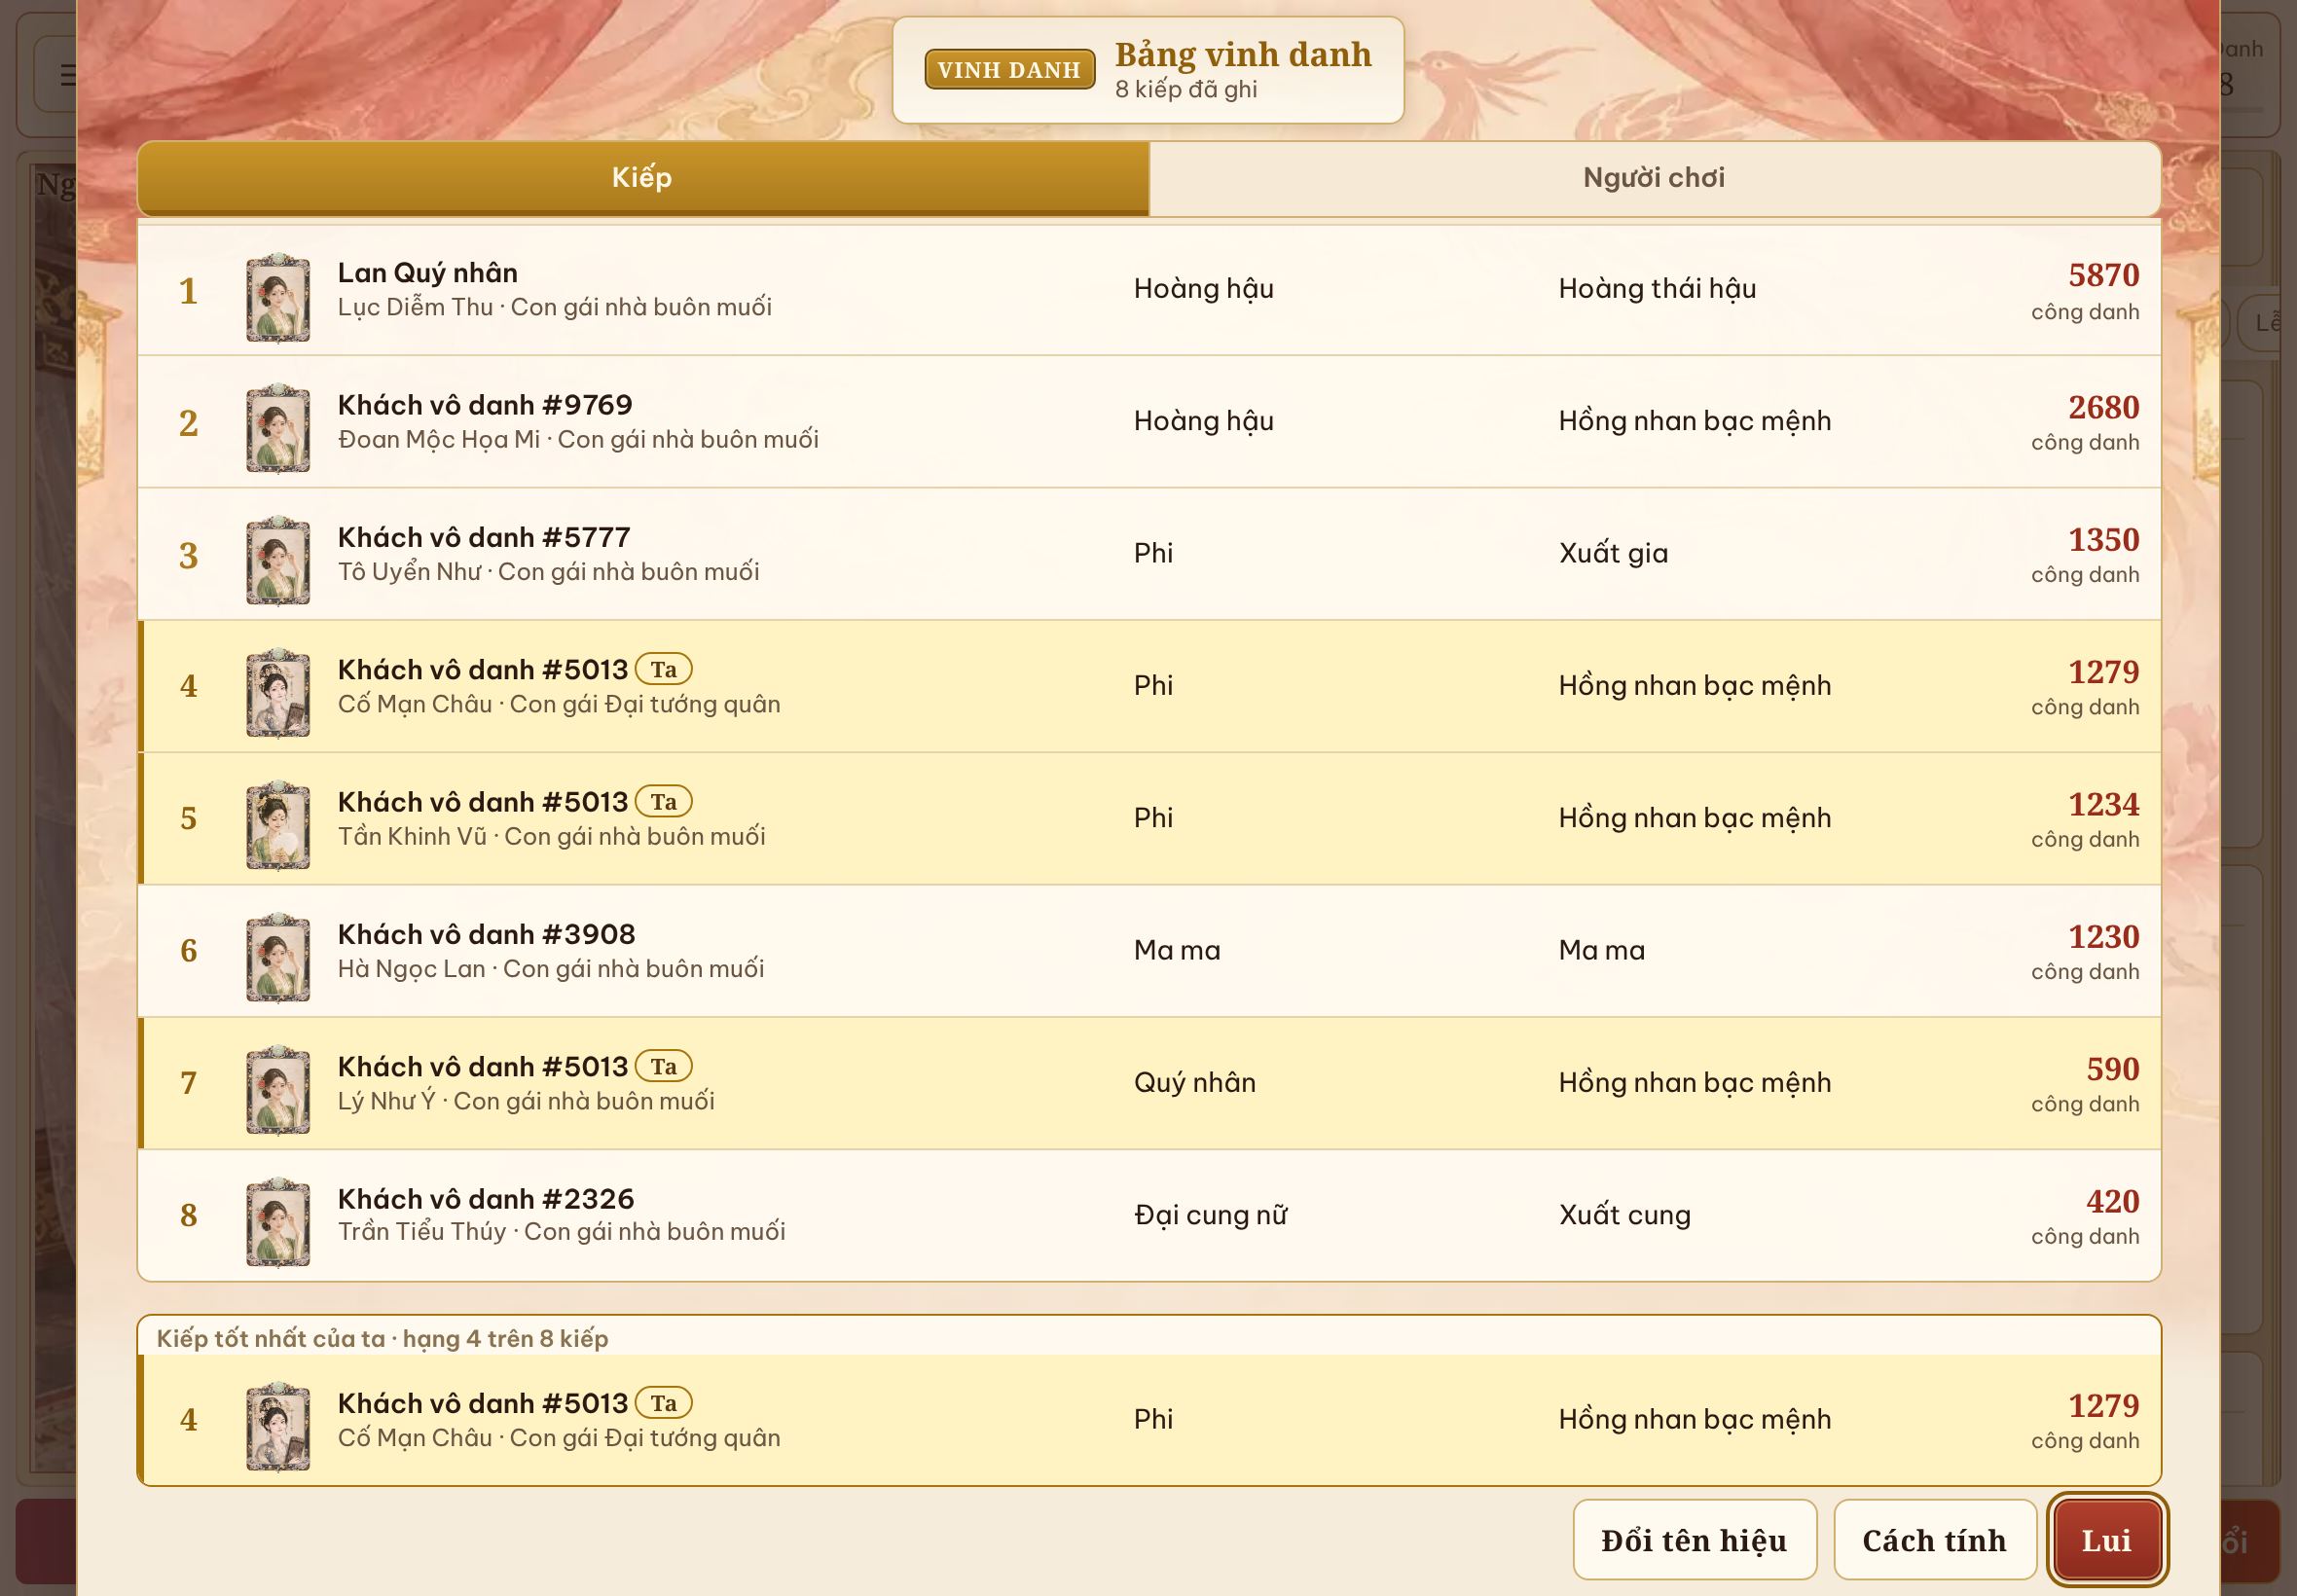 VINH DANH
Bảng vinh danh
8 kiếp đã ghi
Kiếp
Người chơi
1
Lan Quý nhân
Lục Diễm Thu · Con gái nhà buôn muối
Hoàng hậu
Hoàng thái hậu
5870
công danh
2
Khách vô danh #9769
Đoan Mộc Họa Mi · Con gái nhà buôn muối
Hoàng hậu
Hồng nhan bạc mệnh
2680
công danh
3
Khách vô danh #5777
Tô Uyển Như · Con gái nhà buôn muối
Phi
Xuất gia
1350
công danh
4
Khách vô danh #5013 Ta
Cố Mạn Châu · Con gái Đại tướng quân
Phi
Hồng nhan bạc mệnh
1279
công danh
5
Khách vô danh #5013 Ta
Tần Khinh Vũ · Con gái nhà buôn muối
Phi
Hồng nhan bạc mệnh
1234
công danh
6
Khách vô danh #3908
Hà Ngọc Lan · Con gái nhà buôn muối
Ma ma
Ma ma
1230
công danh
7
Khách vô danh #5013 Ta
Lý Như Ý · Con gái nhà buôn muối
Quý nhân
Hồng nhan bạc mệnh
590
công danh
8
Khách vô danh #2326
Trần Tiểu Thúy · Con gái nhà buôn muối
Đại cung nữ
Xuất cung
420
công danh
Kiếp tốt nhất của ta · hạng 4 trên 8 kiếp
4
Khách vô danh #5013 Ta
Cố Mạn Châu · Con gái Đại tướng quân
Phi
Hồng nhan bạc mệnh
1279
công danh
Đổi tên hiệu
Cách tính
Lui